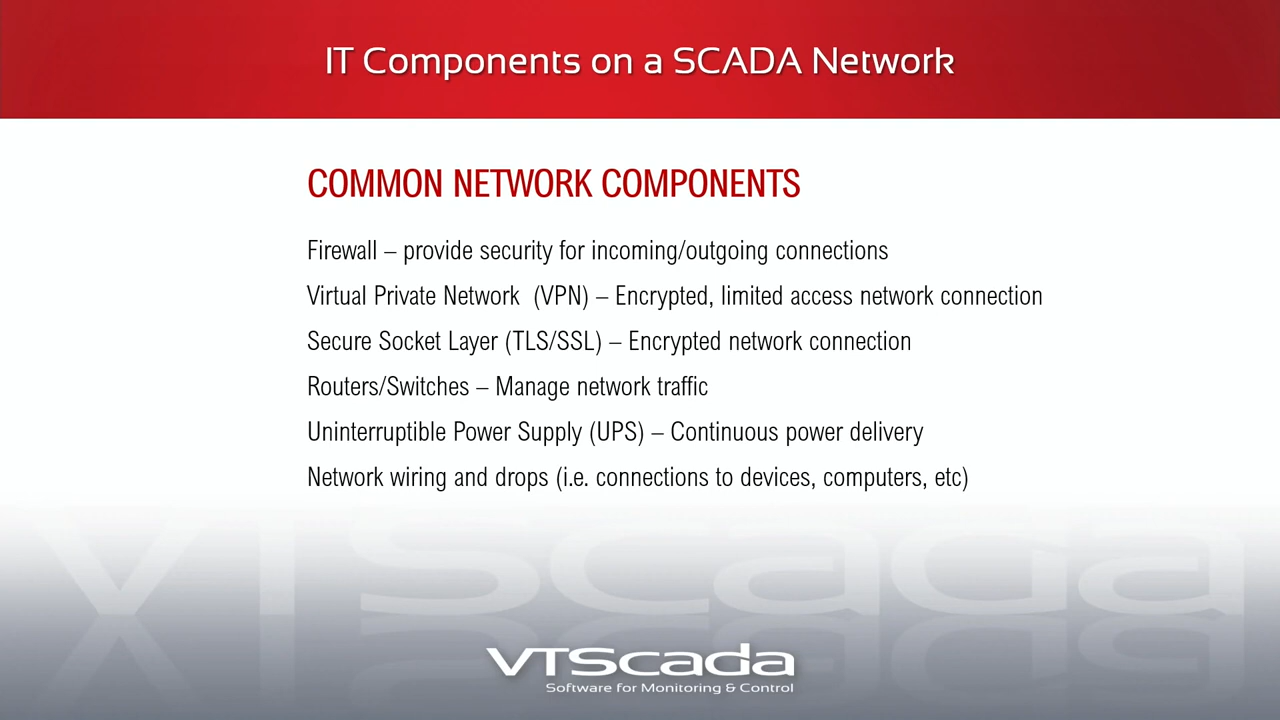 IT Components on a SCADA Network
COMMON NETWORK COMPONENTS
Firewall – provide security for incoming/outgoing connections
Virtual Private Network  (VPN) – Encrypted, limited access network connection
Secure Socket Layer (TLS/SSL) – Encrypted network connection
Routers/Switches – Manage network traffic
Uninterruptible Power Supply (UPS) – Continuous power delivery
Network wiring and drops (i.e. connections to devices, computers, etc)
VTScada
VTScada
Software for Monitoring & Control